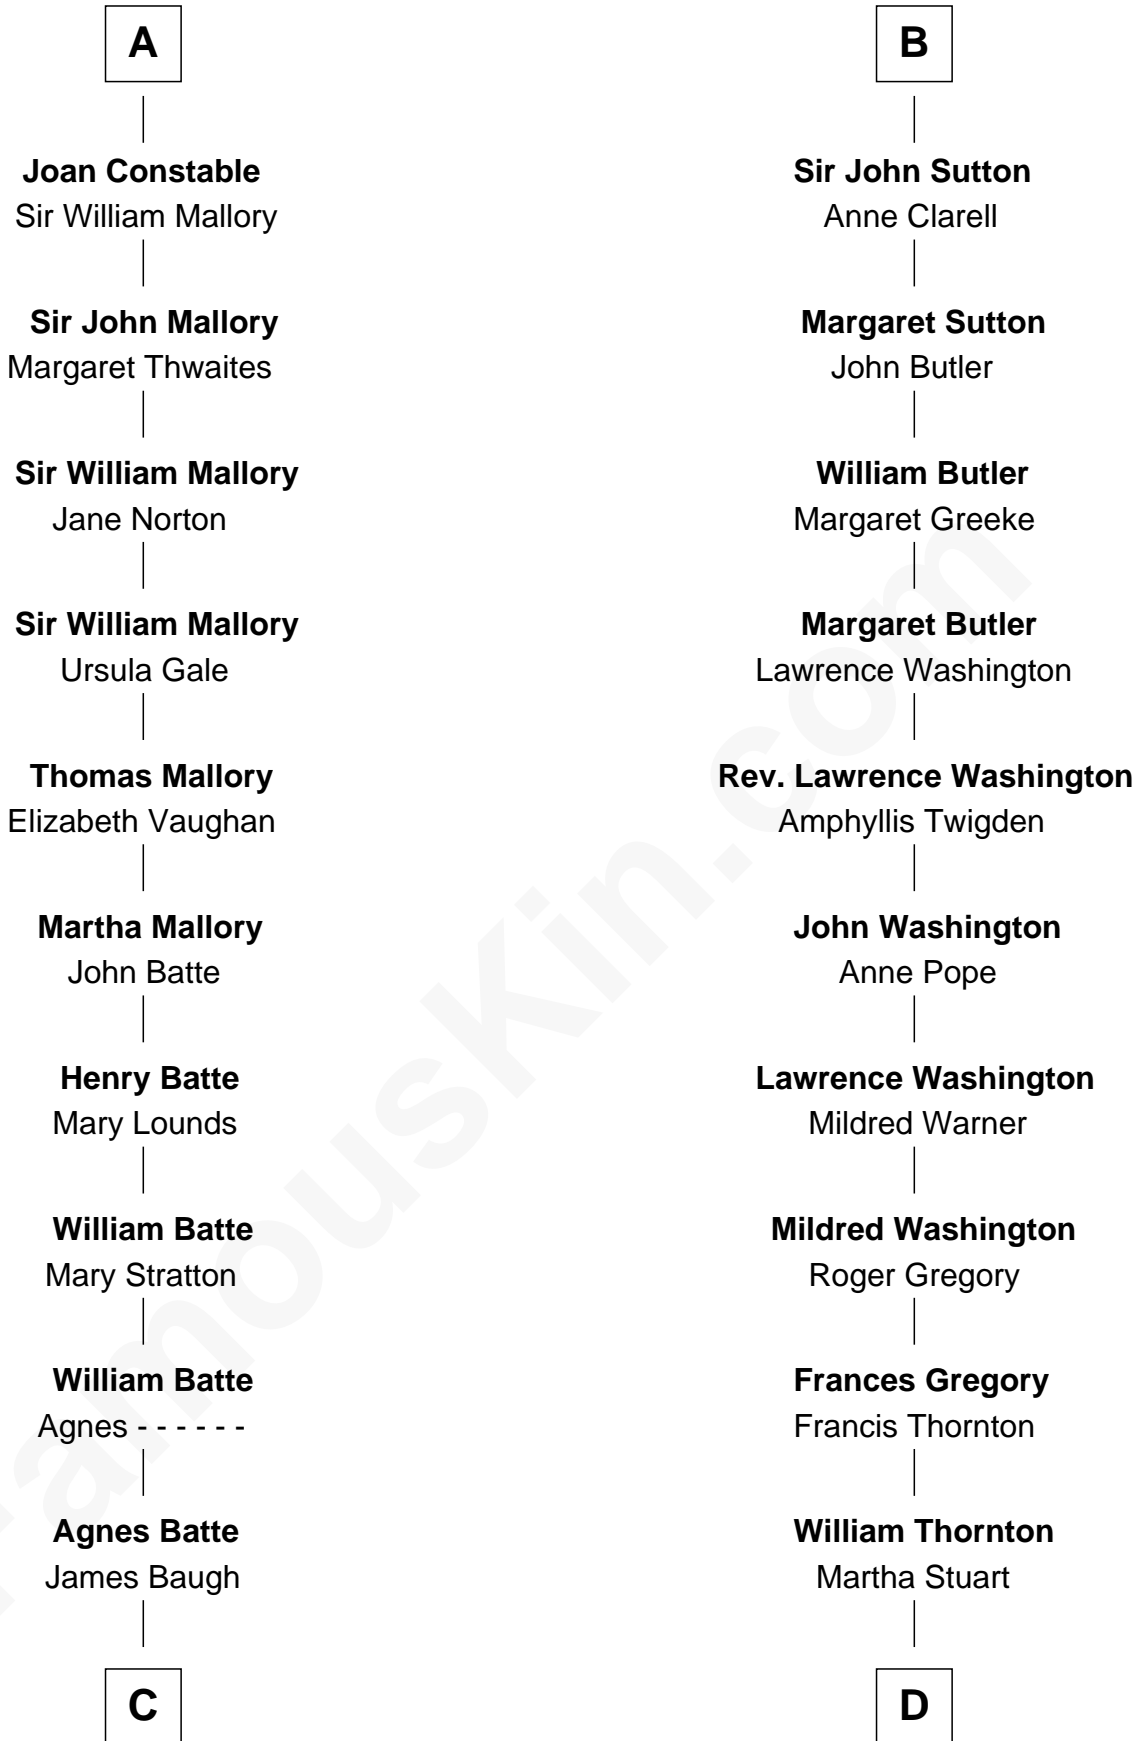 A
Joan Constable
Sir William Mallory
Sir John Mallory
Margaret Thwaites
Sir William Mallory
Jane Norton
Sir William Mallory
Ursula Gale
Thomas Mallory
Elizabeth Vaughan
Martha Mallory
John Batte
Henry Batte
Mary Lounds
William Batte
Mary Stratton
William Batte
Agnes - - - - - -
Agnes Batte
James Baugh
C
B
Sir John Sutton
Anne Clarell
Margaret Sutton
John Butler
William Butler
Margaret Greeke
Margaret Butler
Lawrence Washington
Rev. Lawrence Washington
Amphyllis Twigden
John Washington
Anne Pope
Lawrence Washington
Mildred Warner
Mildred Washington
Roger Gregory
Frances Gregory
Francis Thornton
William Thornton
Martha Stuart
D
FamousKin.com